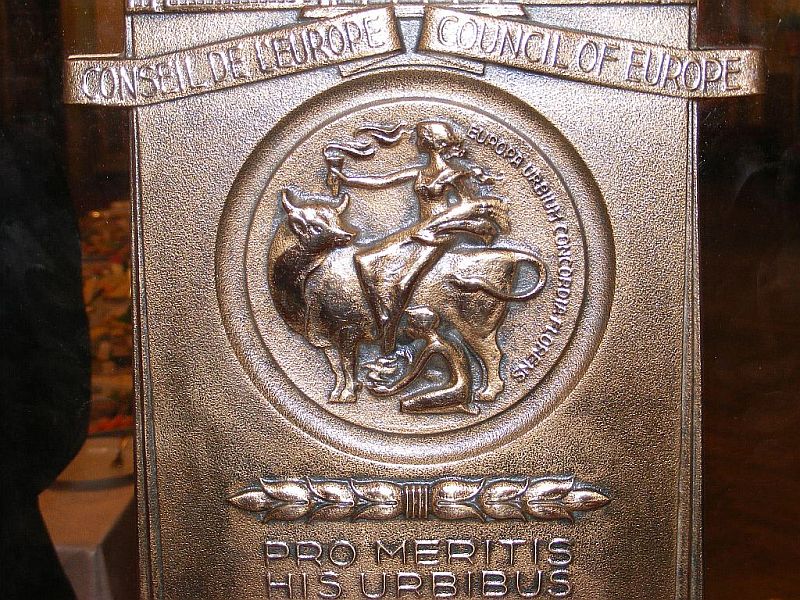 CONSEIL DE L'EUROPE
COUNCIL OF EUROPE
EUROPA URBIUM CONCORDIA FLORENS
PRO MERITIS
HIS URBIBUS